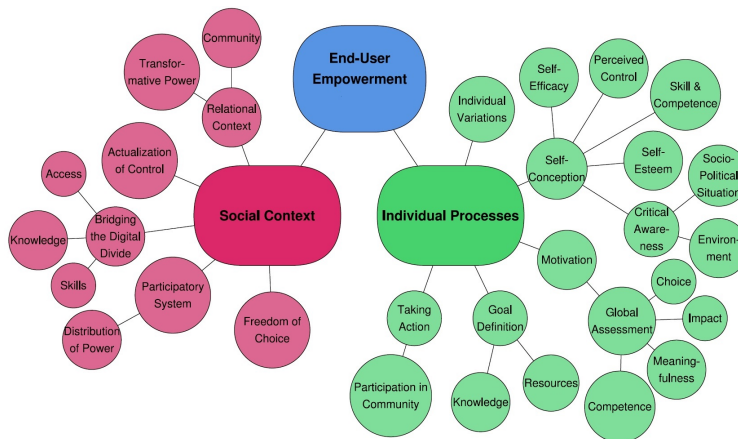 End-User
Empowerment
Community
Transfor-
mative Power
Relational
Context
Actualization
of Control
Access
Bridging
the Digital
Divide
Knowledge
Skills
Participatory
System
Distribution
of Power
Freedom of
Choice
Social Context
Individual Processes
Individual
Variations
Self-
Efficacy
Perceived
Control
Skill &
Competence
Self-
Conception
Self-
Esteem
Socio-
Political
Situation
Critical
Aware-
ness
Environ-
ment
Motivation
Global
Assessment
Choice
Impact
Meaning-
fulness
Competence
Taking
Action
Participation in
Community
Goal
Definition
Knowledge
Resources